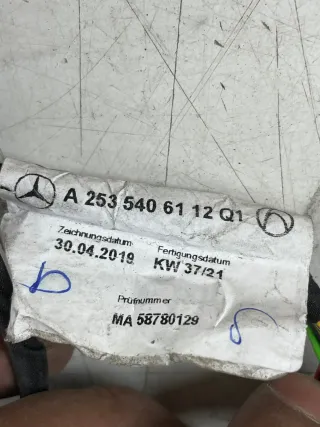 A 253 540 61 12 Q1
Zeichnungsdatum
30.04.2019
Fertigungsdatum
KW 37/21
Prüfnummer
MA 58780129